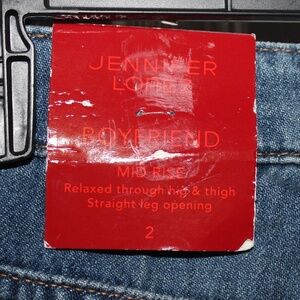 JENNIFER
LOPEZ
BOYFRIEND
MID RISE
Relaxed through hip & thigh
Straight leg opening
2